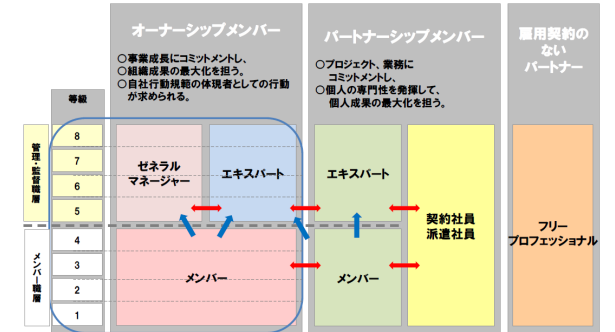 オーナーシップメンバー
○事業成長にコミットメントし、
○組織成果の最大化を担う。
○自社行動規範の体現者としての行動
が求められる。
パートナーシップメンバー
○プロジェクト、業務に
コミットメントし、
○個人の専門性を発揮して、
個人成果の最大化を担う。
雇用契約の
ない
パートナー
等級
管理・監督職層
8
7
6
5
メンバー職層
4
3
2
1
ゼネラル
マネージャー
エキスパート
メンバー
エキスパート
メンバー
契約社員
派遣社員
フリー
プロフェッショナル